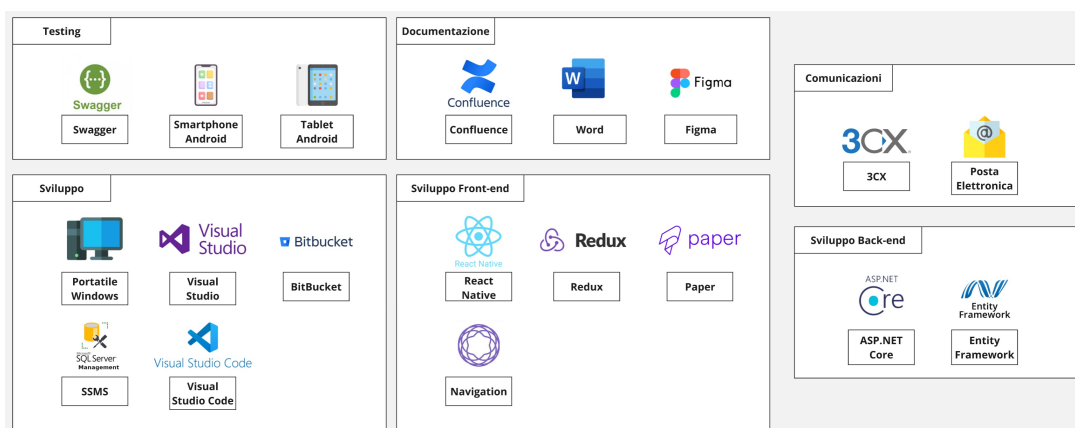 Testing
Swagger
Swagger
Smartphone
Android
Tablet
Android
Documentazione
Confluence
Confluence
W
Word
Figma
Figma
Comunicazioni
3CX
3CX
@
Posta
Elettronica
Sviluppo
Portatile
Windows
Visual
Studio
Visual
Studio
Bitbucket
BitBucket
Microsoft
SQL Server
Management
SSMS
Visual Studio Code
Visual
Studio Code
Sviluppo Front-end
React Native
React
Native
Redux
Redux
paper
Paper
Navigation
Sviluppo Back-end
ASP.NET
Core
ASP.NET
Core
Entity
Framework
Entity
Framework